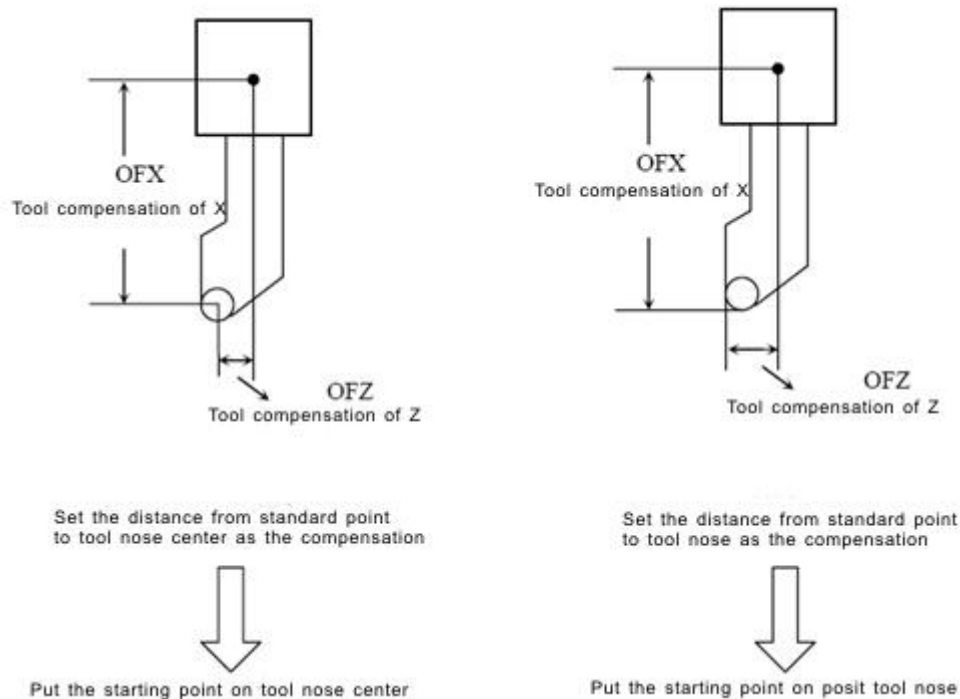 OFX
Tool compensation of X
OFZ
Tool compensation of Z
Set the distance from standard point
to tool nose center as the compensation
Put the starting point on tool nose center
OFX
Tool compensation of X
OFZ
Tool compensation of Z
Set the distance from standard point
to tool nose as the compensation
Put the starting point on posit tool nose